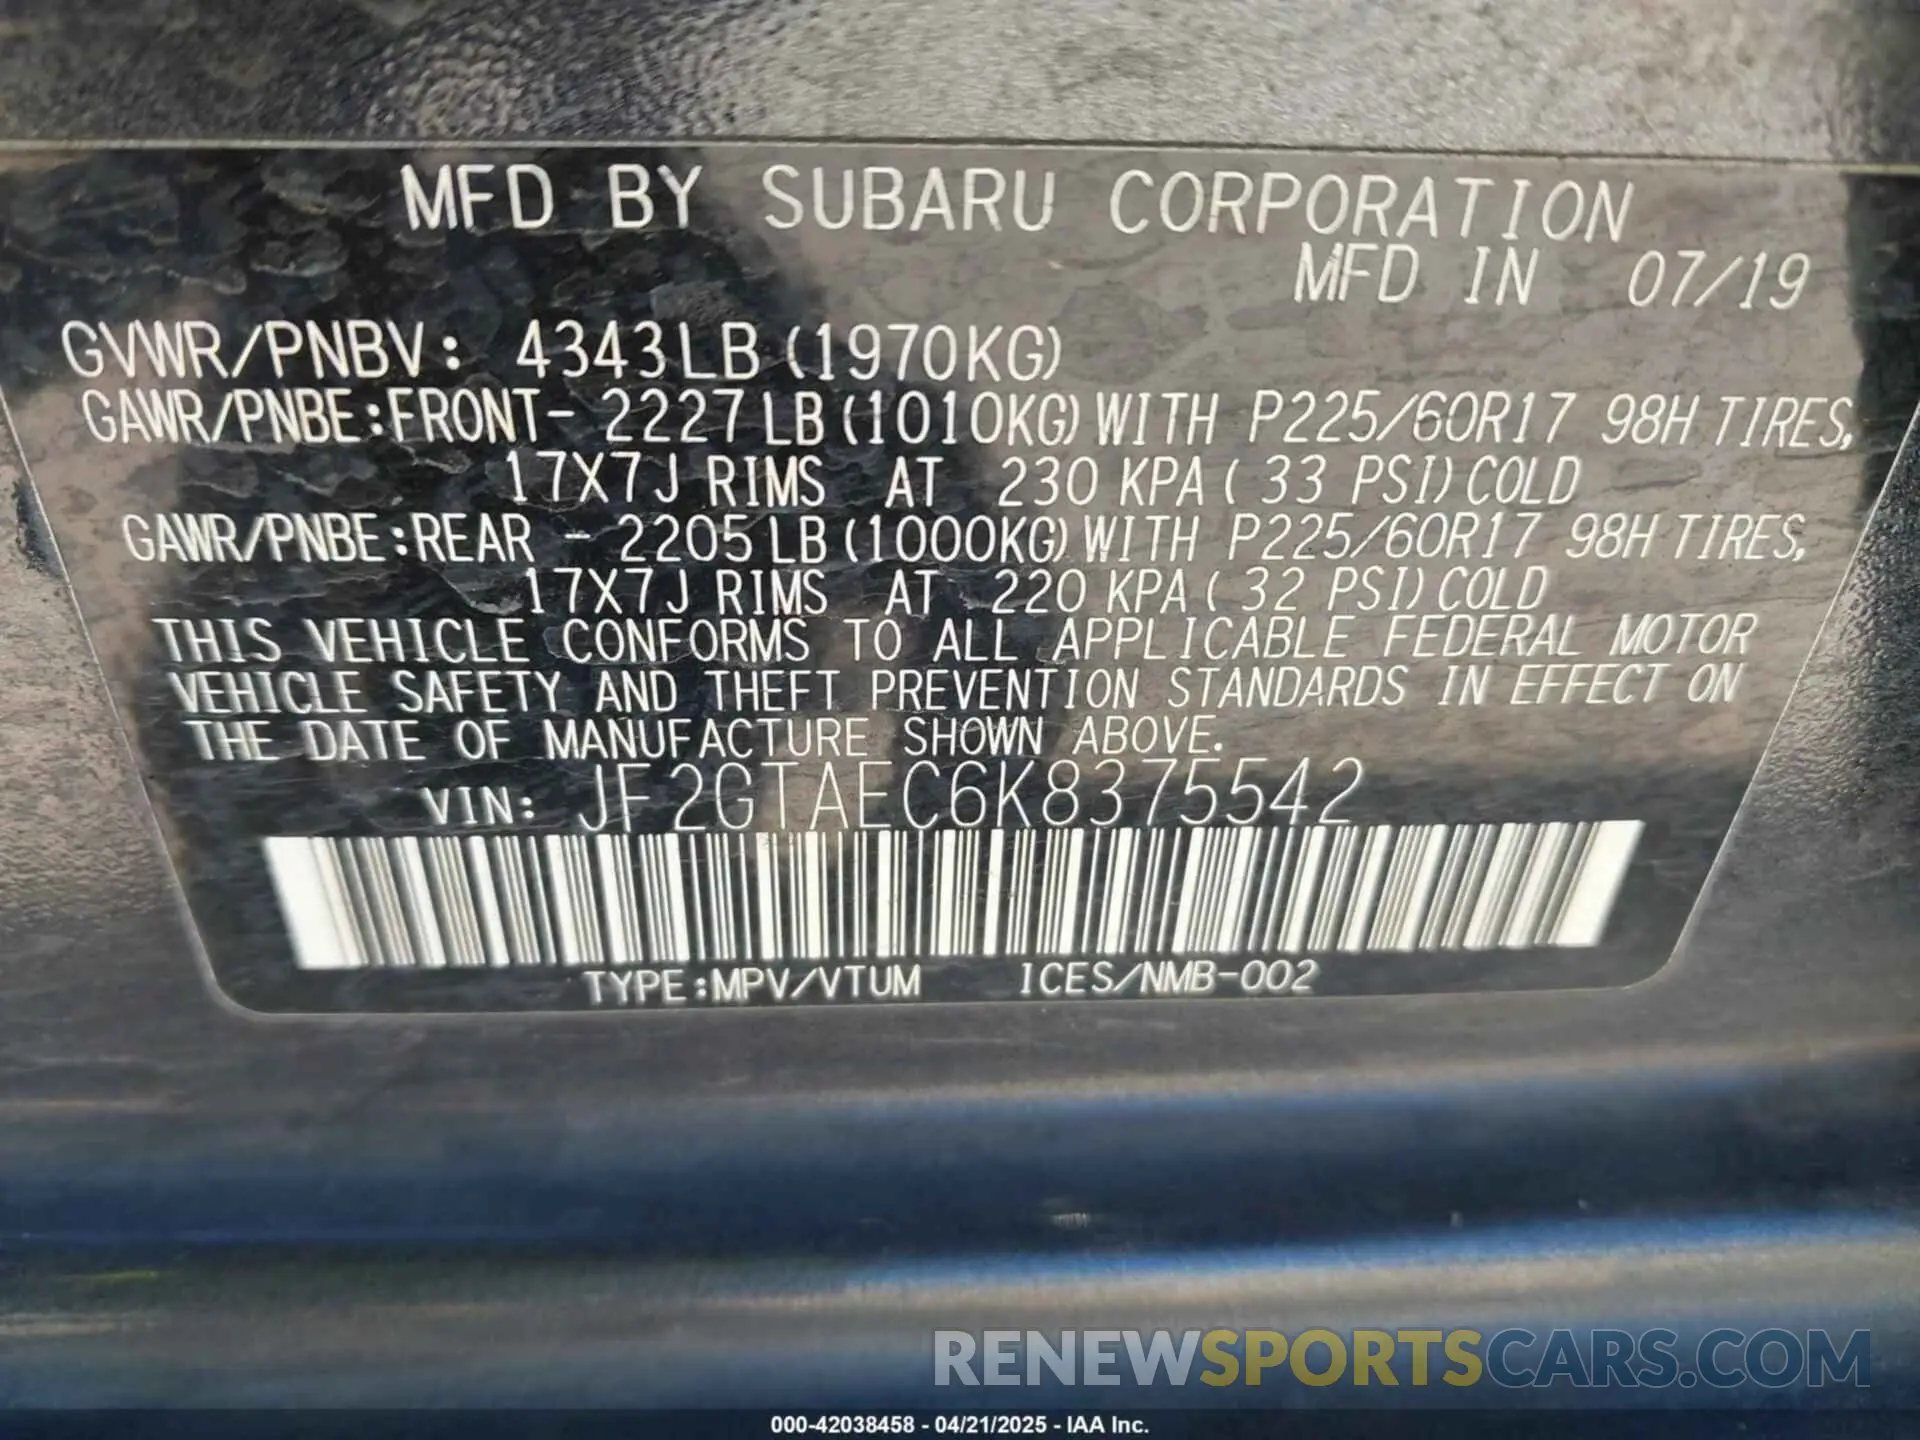 MFD BY SUBARU CORPORATION
MFD IN 07/19
GVWR/PNBV: 4343LB(1970KG)
GAWR/PNBE:FRONT- 2227LB(1010KG)WITH P225/60R17 98H TIRES,
17X7J RIMS AT 230 KPA( 33 PSI)COLD
GAWR/PNBE:REAR - 2205LB(1000KG)WITH P225/60R17 98H TIRES,
17X7J RIMS AT 220 KPA( 32 PSI)COLD
THIS VEHICLE CONFORMS TO ALL APPLICABLE FEDERAL MOTOR
VEHICLE SAFETY AND THEFT PREVENTION STANDARDS IN EFFECT ON
THE DATE OF MANUFACTURE SHOWN ABOVE.
VIN: JF2GTAEC6K8375542
TYPE:MPV/VTUM ICES/NMB-002
RENEWSPORTSCARS.COM
000-42038458 - 04/21/2025 - IAA Inc.